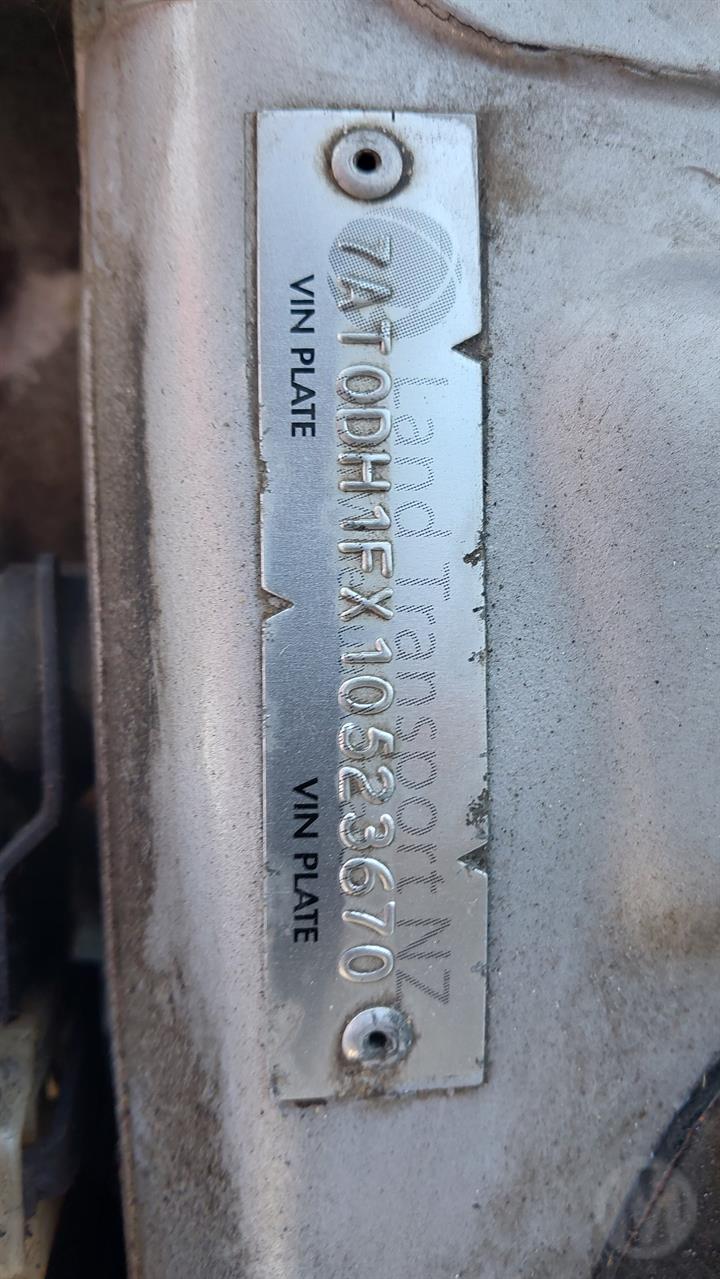 Land Transport NZ
7AT0DH1FX10523670
VIN PLATE VIN PLATE